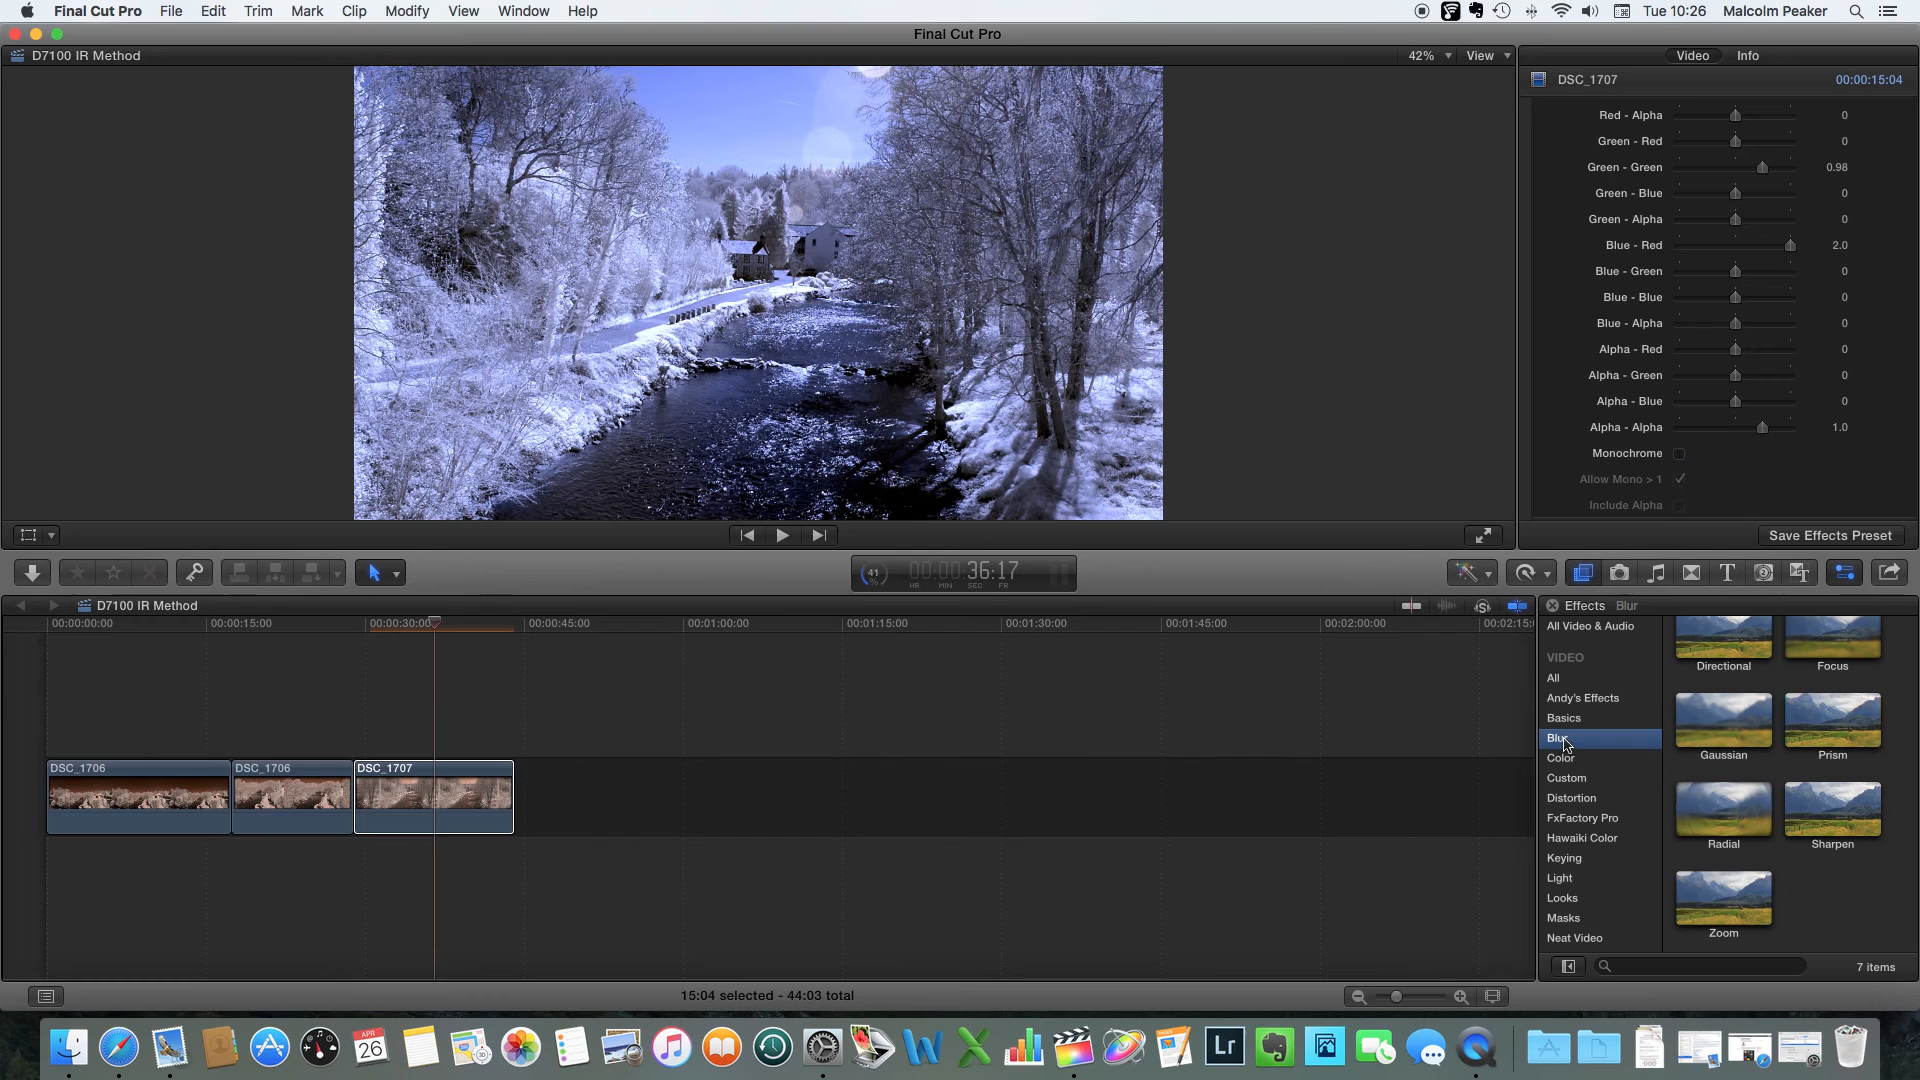 Final Cut Pro File Edit Trim Mark Clip Modify View Window Help Tue 10:26 Malcolm Peaker
Final Cut Pro
D7100 IR Method 42% View Video Info
DSC_1707 00:00:15:04
Red - Alpha 0
Green - Red 0
Green - Green 0.98
Green - Blue 0
Green - Alpha 0
Blue - Red 2.0
Blue - Green 0
Blue - Blue 0
Blue - Alpha 0
Alpha - Red 0
Alpha - Green 0
Alpha - Blue 0
Alpha - Alpha 1.0
Monochrome
Allow Mono > 1
Include Alpha
Save Effects Preset
41 % 00:00:36:17
HR MIN SEC FR
D7100 IR Method
00:00:00:00 00:00:15:00 00:00:30:00 00:00:45:00 00:01:00:00 00:01:15:00 00:01:30:00 00:01:45:00 00:02:00:00 00:02:15:
DSC_1706 DSC_1706 DSC_1707
Effects Blur
All Video & Audio
VIDEO
All
Andy's Effects
Basics
Blur
Color
Custom
Distortion
FxFactory Pro
Hawaiki Color
Keying
Light
Looks
Masks
Neat Video
Directional Focus
Gaussian Prism
Radial Sharpen
Zoom
7 items
15:04 selected - 44:03 total
APR
26
Lr